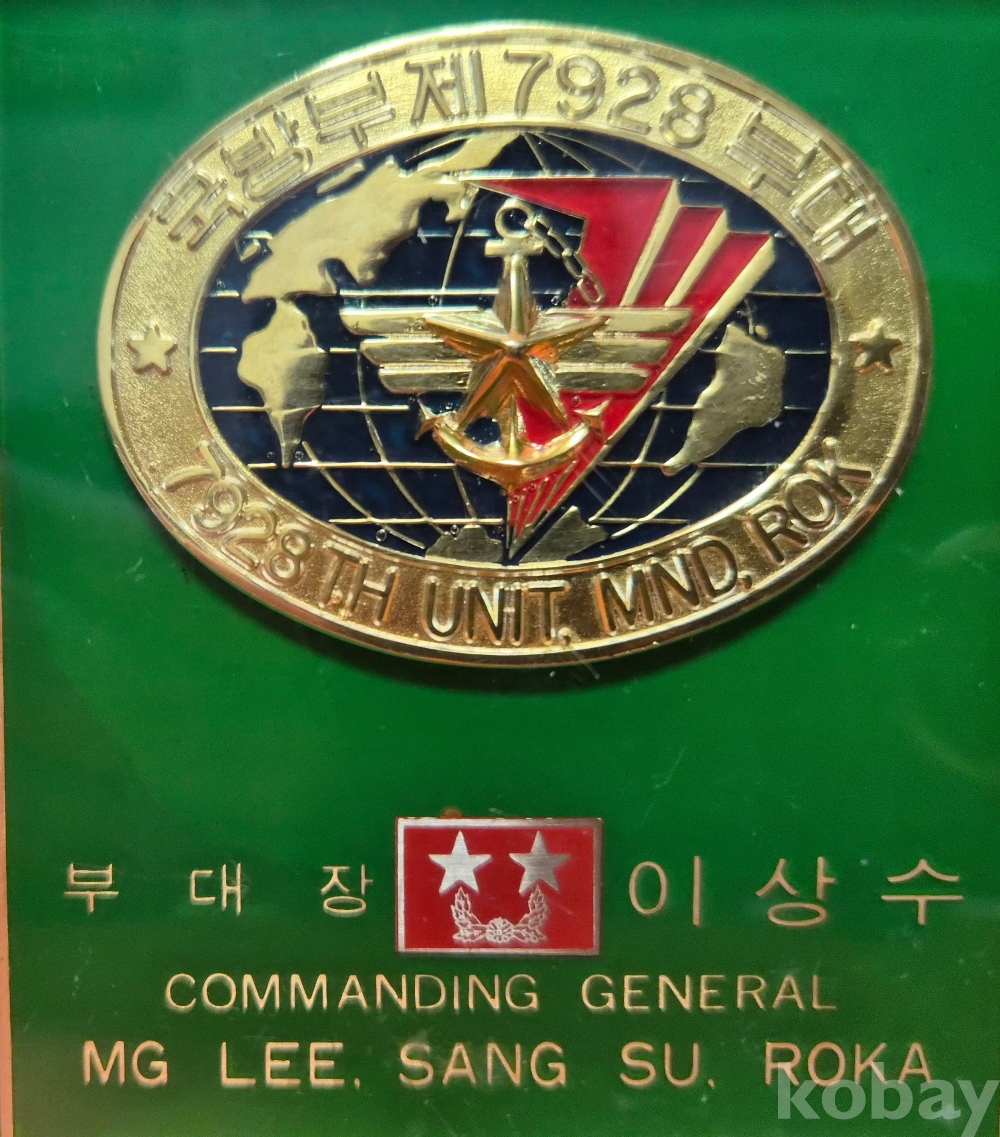 국방부제7928부대
7928TH UNIT, MND, ROK
부대장 이상수
COMMANDING GENERAL
MG LEE. SANG SU. ROKA
kobay